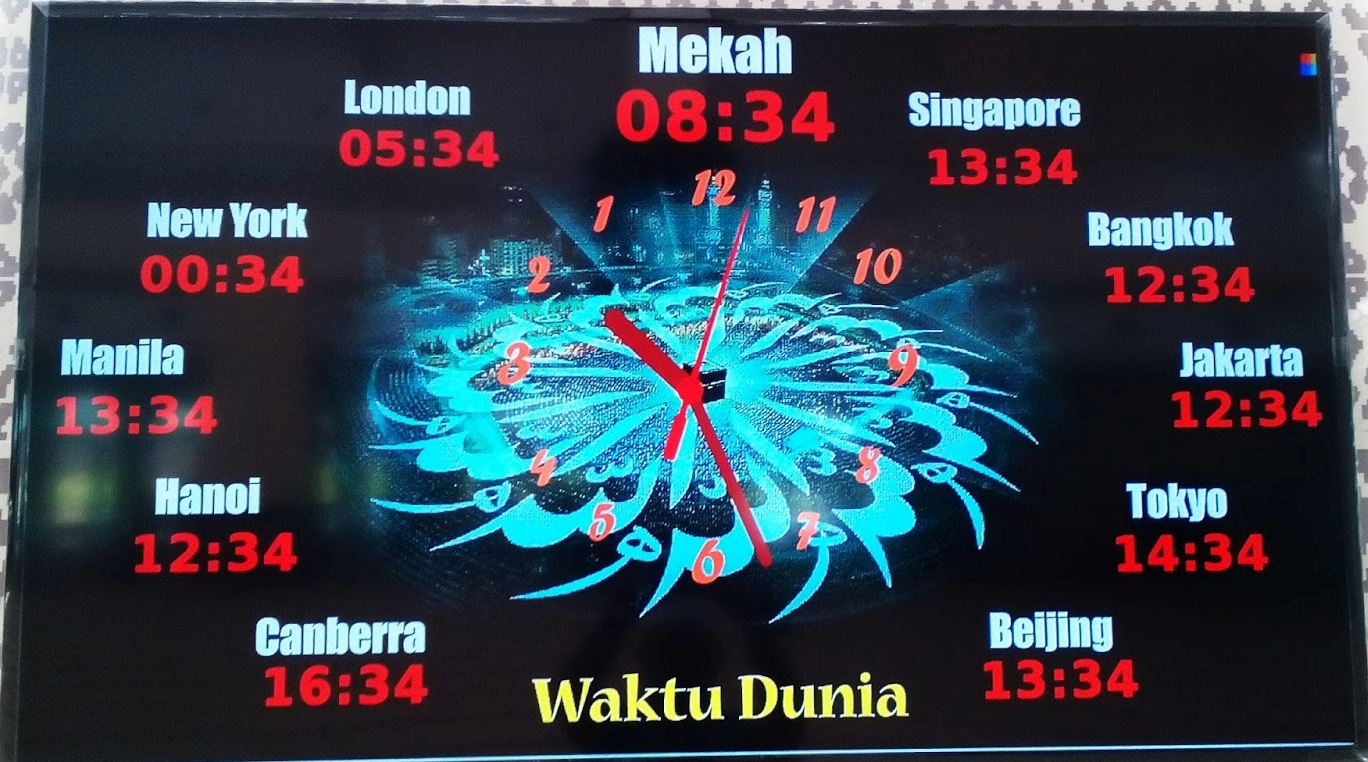 Mekah
08:34
London
05:34
Singapore
13:34
New York
00:34
Bangkok
12:34
Manila
13:34
Jakarta
12:34
Hanoi
12:34
Tokyo
14:34
Canberra
16:34
Beijing
13:34
12
1
11
2
10
3
9
4
8
5
7
6
Waktu Dunia